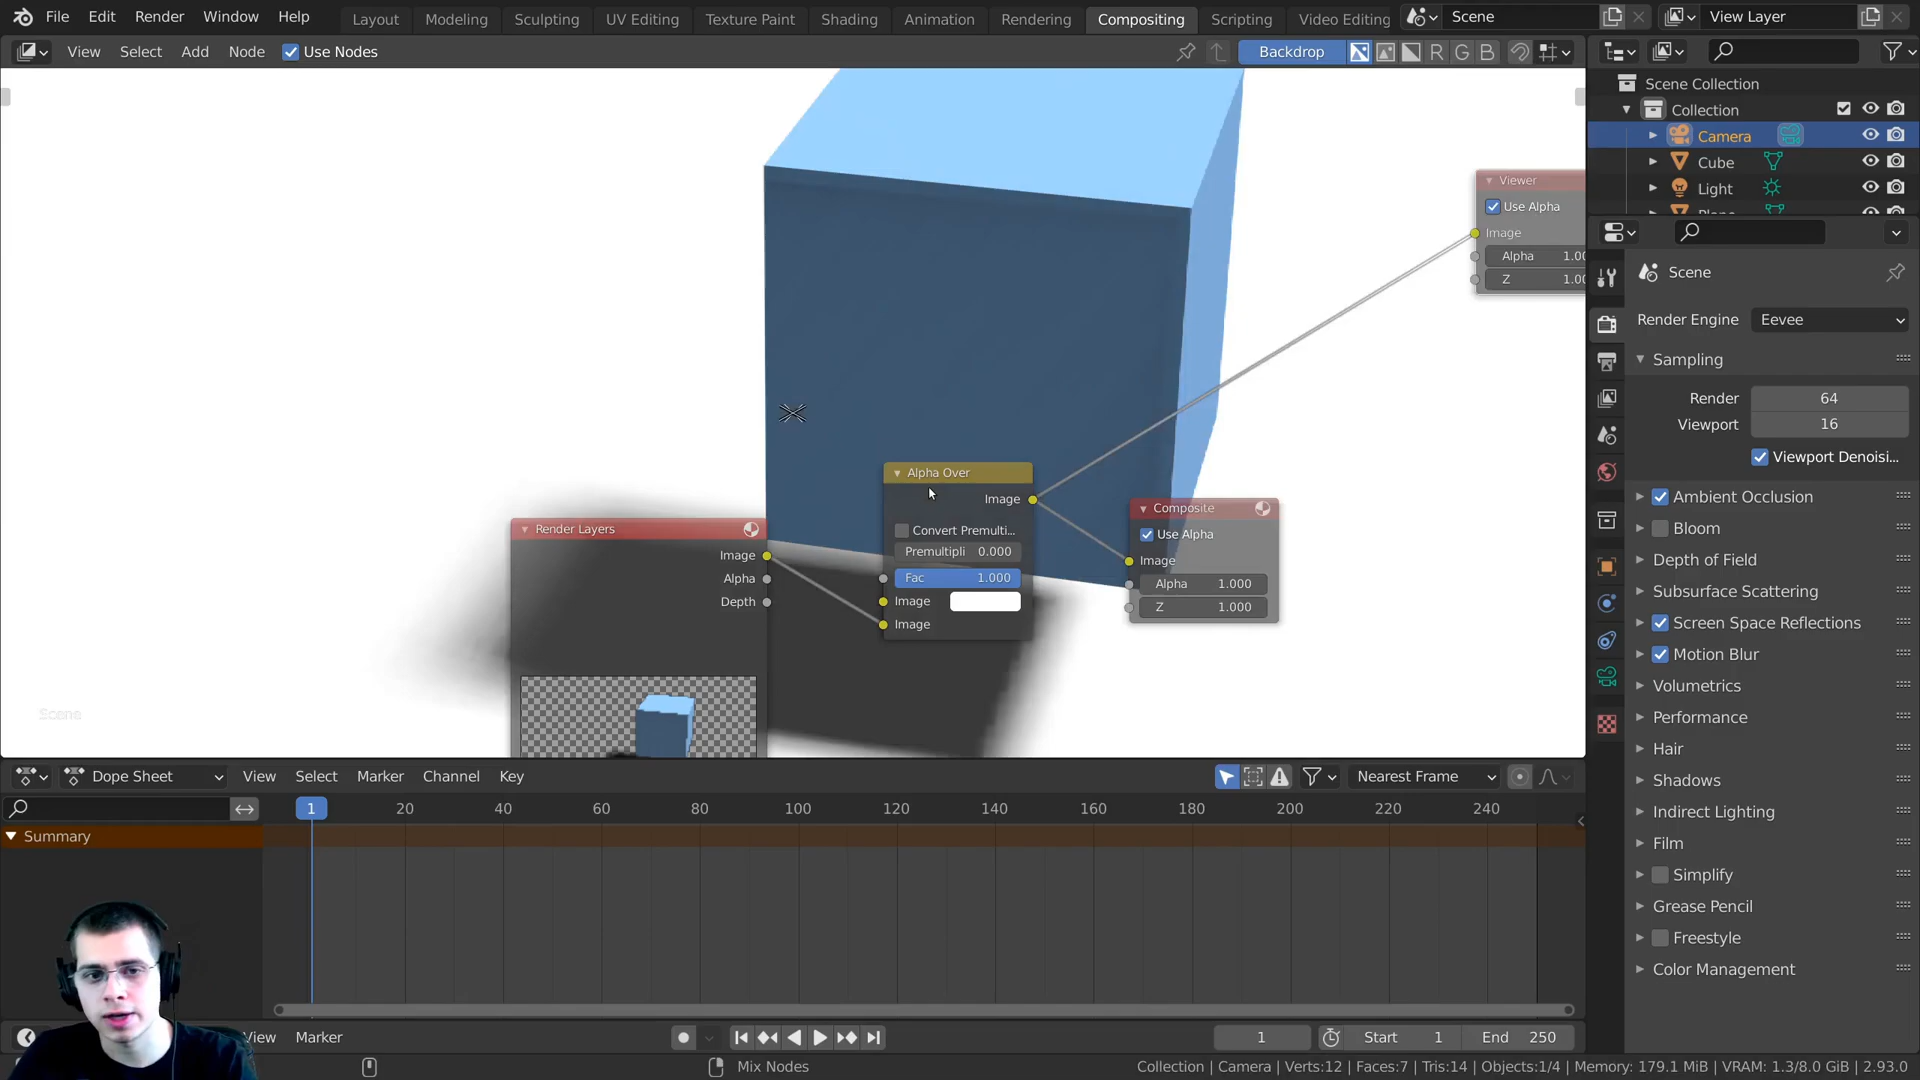 File Edit Render Window Help Layout Modeling Sculpting UV Editing Texture Paint Shading Animation Rendering Compositing Scripting Video Editing Scene View Layer
View Select Add Node Use Nodes Backdrop R G B
Scene Collection
Collection
Camera
Cube
Light
Plane
Viewer
Use Alpha
Image
Alpha 1.00
Z 1.00
Scene
Render Engine Eevee
Sampling
Render 64
Viewport 16
Viewport Denoisi...
Ambient Occlusion
Bloom
Depth of Field
Subsurface Scattering
Screen Space Reflections
Motion Blur
Volumetrics
Performance
Hair
Shadows
Indirect Lighting
Film
Simplify
Grease Pencil
Freestyle
Color Management
Alpha Over
Image
Convert Premulti...
Premultipli 0.000
Fac 1.000
Image
Image
Composite
Use Alpha
Image
Alpha 1.000
Z 1.000
Render Layers
Image
Alpha
Depth
Scene
Dope Sheet View Select Marker Channel Key Nearest Frame
1 20 40 60 80 100 120 140 160 180 200 220 240
Summary
View Marker 1 Start 1 End 250
Mix Nodes Collection | Camera | Verts:12 | Faces:7 | Tris:14 | Objects:1/4 | Memory: 179.1 MiB | VRAM: 1.3/8.0 GiB | 2.93.0